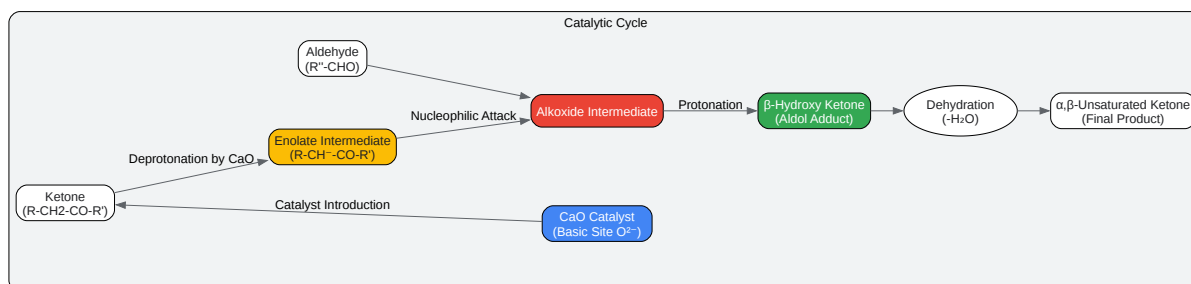 Catalytic Cycle
Aldehyde
(R''-CHO)
Alkoxide Intermediate
Protonation
β-Hydroxy Ketone
(Aldol Adduct)
Dehydration
(-H₂O)
α,β-Unsaturated Ketone
(Final Product)
Nucleophilic Attack
Enolate Intermediate
(R-CH⁻-CO-R')
Deprotonation by CaO
Ketone
(R-CH2-CO-R')
Catalyst Introduction
CaO Catalyst
(Basic Site O²⁻)